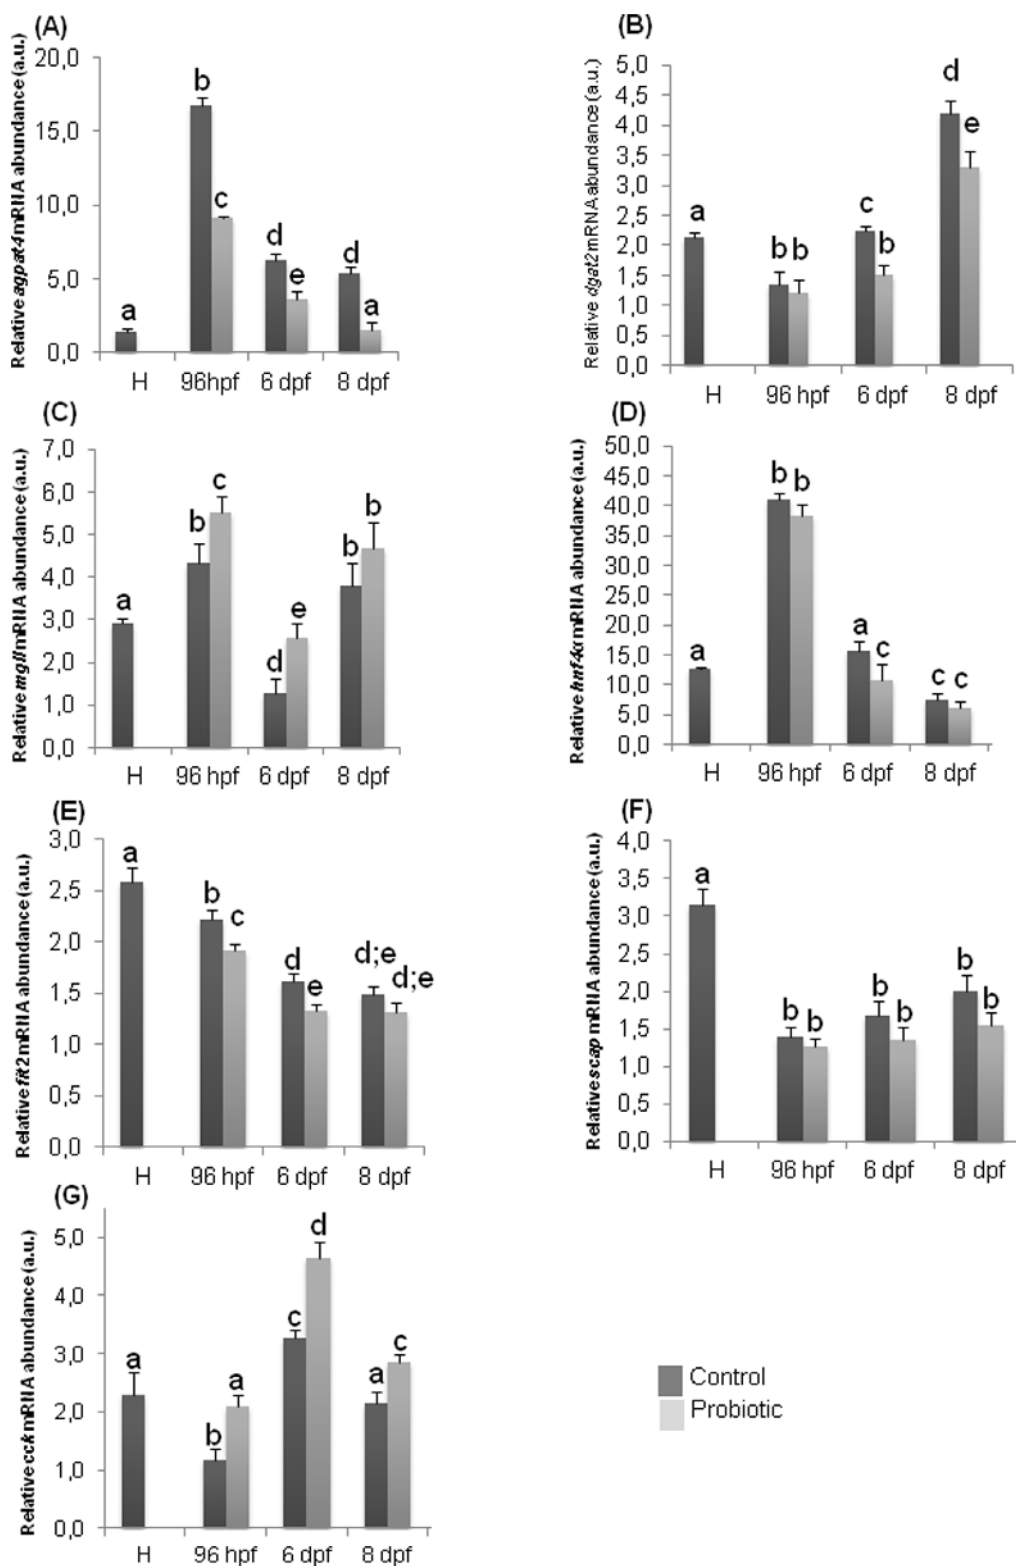 (A)
Relative agpat4 mRNA abundance (a.u.)
20,0
15,0
10,0
5,0
0,0
a
b
c
d
e
d
a
H 96hpf 6 dpf 8 dpf
(B)
Relative dgat2 mRNA abundance (a.u.)
5,0
4,5
4,0
3,5
3,0
2,5
2,0
1,5
1,0
0,5
0,0
a
b b
c
b
d
e
H 96 hpf 6 dpf 8 dpf
(C)
Relative mgll mRNA abundance (a.u.)
7,0
6,0
5,0
4,0
3,0
2,0
1,0
0,0
a
b
c
d
e
b
b
H 96 hpf 6 dpf 8 dpf
(D)
Relative hnf4α mRNA abundance (a.u.)
50,0
45,0
40,0
35,0
30,0
25,0
20,0
15,0
10,0
5,0
0,0
a
b b
a
c
c c
H 96 hpf 6 dpf 8 dpf
(E)
Relative fit2 mRNA abundance (a.u.)
3,0
2,5
2,0
1,5
1,0
0,5
0,0
a
b
c
d
e
d;e
d;e
H 96 hpf 6 dpf 8 dpf
(F)
Relative scap mRNA abundance (a.u.)
4,0
3,5
3,0
2,5
2,0
1,5
1,0
0,5
0,0
a
b b
b b
b
b
H 96 hpf 6 dpf 8 dpf
(G)
Relative cck mRNA abundance (a.u.)
5,0
4,0
3,0
2,0
1,0
0,0
a
b
a
c
d
a
c
H 96 hpf 6 dpf 8 dpf
Control
Probiotic